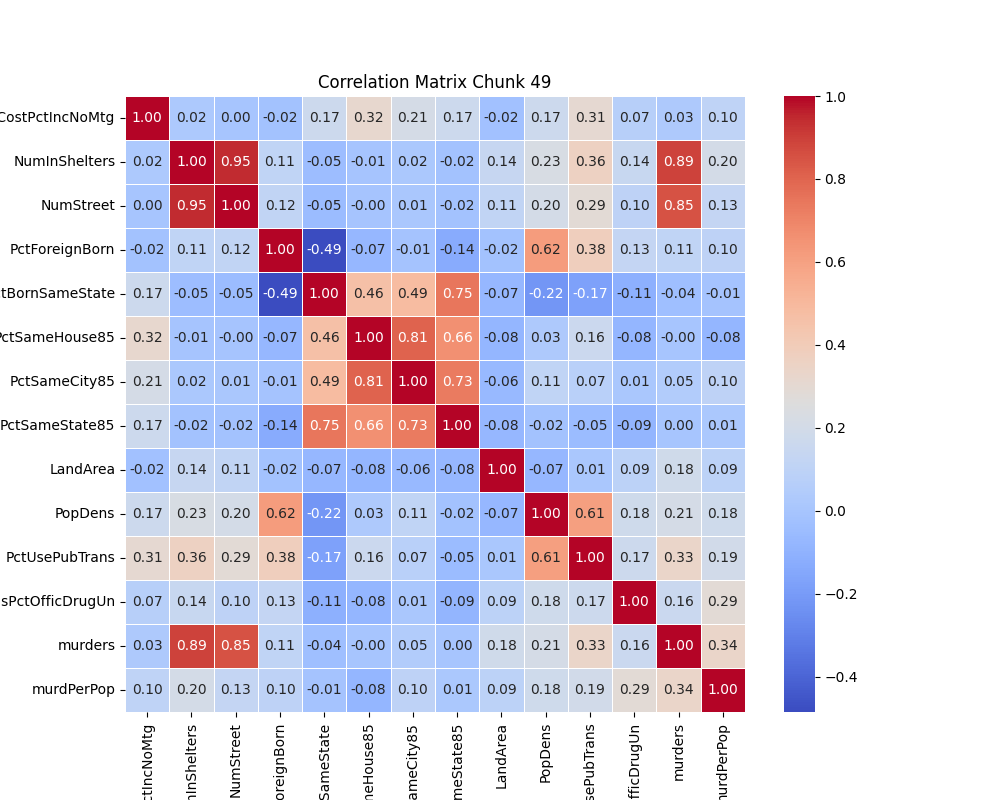 Correlation Matrix Chunk 49
CostPctIncNoMtg 1.00 0.02 0.00 -0.02 0.17 0.32 0.21 0.17 -0.02 0.17 0.31 0.07 0.03 0.10
NumInShelters 0.02 1.00 0.95 0.11 -0.05 -0.01 0.02 -0.02 0.14 0.23 0.36 0.14 0.89 0.20
NumStreet 0.00 0.95 1.00 0.12 -0.05 -0.00 0.01 -0.02 0.11 0.20 0.29 0.10 0.85 0.13
PctForeignBorn -0.02 0.11 0.12 1.00 -0.49 -0.07 -0.01 -0.14 -0.02 0.62 0.38 0.13 0.11 0.10
tBornSameState 0.17 -0.05 -0.05 -0.49 1.00 0.46 0.49 0.75 -0.07 -0.22 -0.17 -0.11 -0.04 -0.01
PctSameHouse85 0.32 -0.01 -0.00 -0.07 0.46 1.00 0.81 0.66 -0.08 0.03 0.16 -0.08 -0.00 -0.08
PctSameCity85 0.21 0.02 0.01 -0.01 0.49 0.81 1.00 0.73 -0.06 0.11 0.07 0.01 0.05 0.10
PctSameState85 0.17 -0.02 -0.02 -0.14 0.75 0.66 0.73 1.00 -0.08 -0.02 -0.05 -0.09 0.00 0.01
LandArea -0.02 0.14 0.11 -0.02 -0.07 -0.08 -0.06 -0.08 1.00 -0.07 0.01 0.09 0.18 0.09
PopDens 0.17 0.23 0.20 0.62 -0.22 0.03 0.11 -0.02 -0.07 1.00 0.61 0.18 0.21 0.18
PctUsePubTrans 0.31 0.36 0.29 0.38 -0.17 0.16 0.07 -0.05 0.01 0.61 1.00 0.17 0.33 0.19
sPctOfficDrugUn 0.07 0.14 0.10 0.13 -0.11 -0.08 0.01 -0.09 0.09 0.18 0.17 1.00 0.16 0.29
murders 0.03 0.89 0.85 0.11 -0.04 -0.00 0.05 0.00 0.18 0.21 0.33 0.16 1.00 0.34
murdPerPop 0.10 0.20 0.13 0.10 -0.01 -0.08 0.10 0.01 0.09 0.18 0.19 0.29 0.34 1.00
ctIncNoMtg
nInShelters
NumStreet
oreignBorn
SameState
meHouse85
ameCity85
meState85
LandArea
PopDens
sePubTrans
fficDrugUn
murders
murdPerPop
1.0
0.8
0.6
0.4
0.2
0.0
−0.2
−0.4